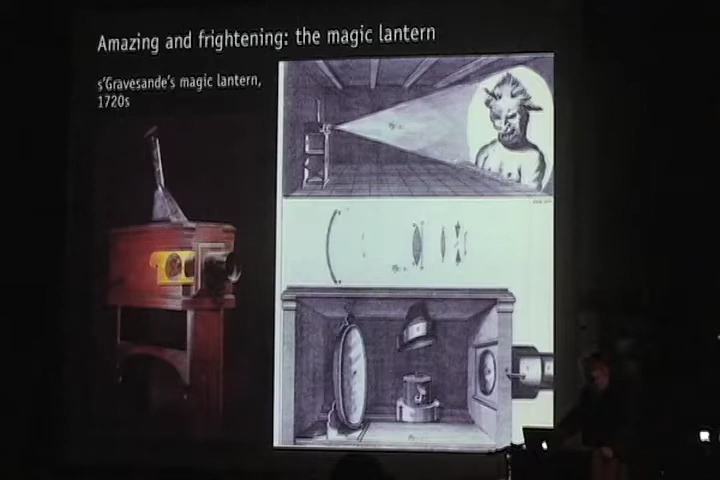 Amazing and frightening: the magic lantern
s'Gravesande's magic lantern,
1720s